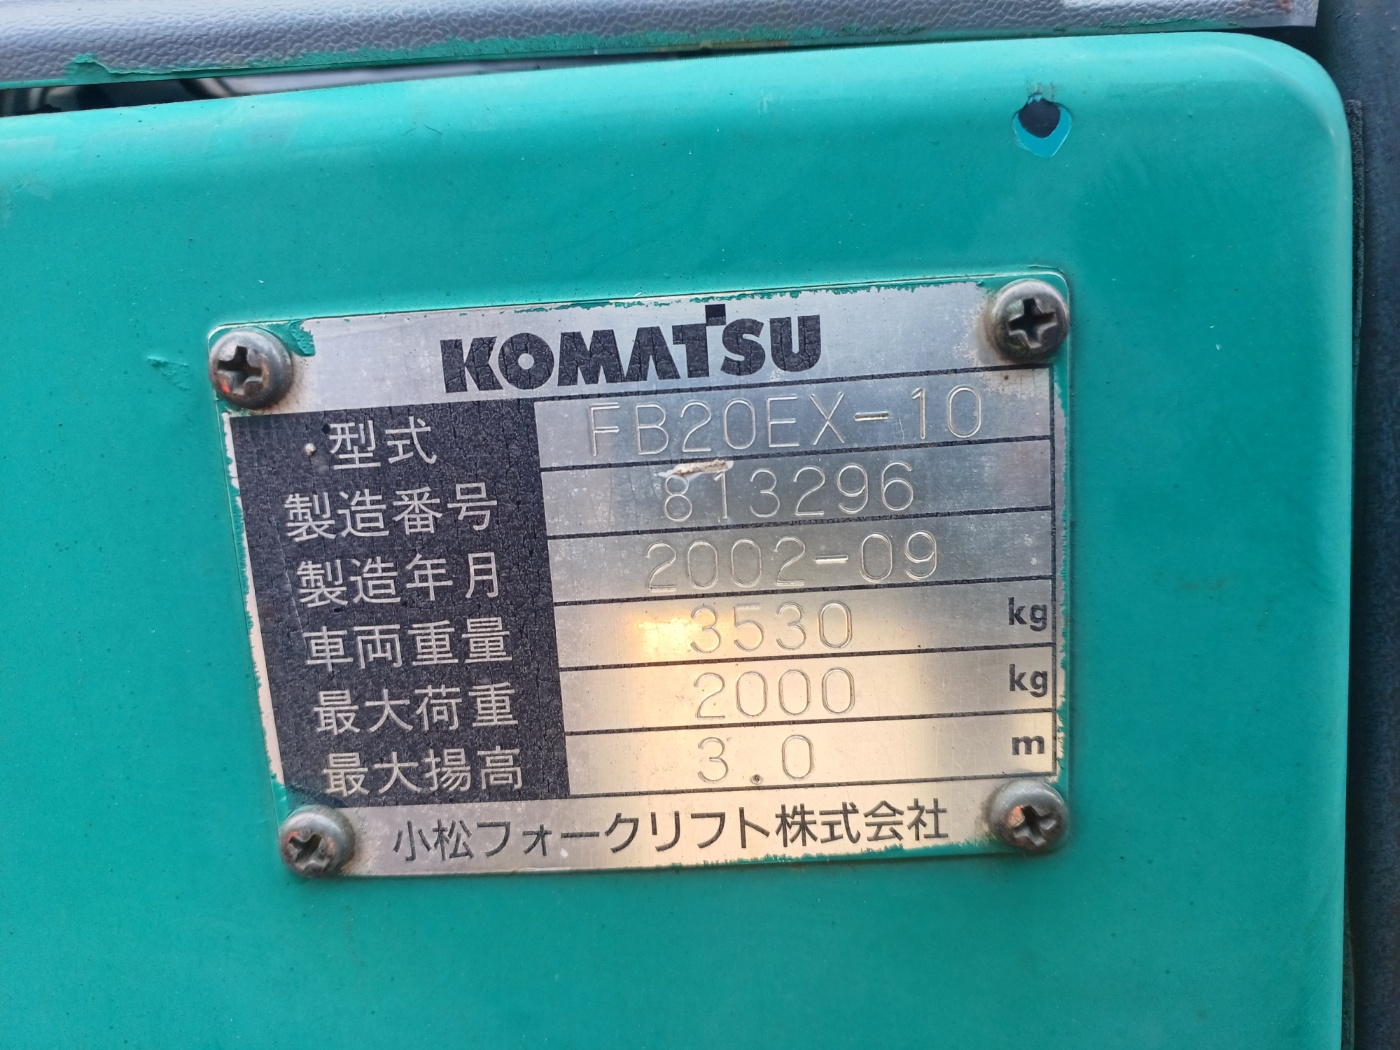 KOMATSU
型式 FB20EX-10
製造番号 813296
製造年月 2002-09
車両重量 3530 kg
最大荷重 2000 kg
最大揚高 3.0 m
小松フォークリフト株式会社